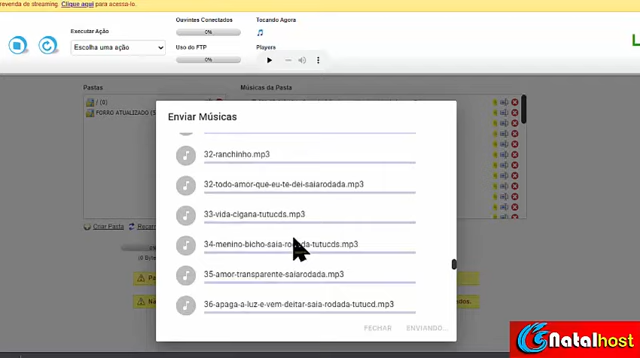 revenda de streaming. Clique aqui para acessa-lo.
Executar Ação
Escolha uma ação
Ouvintes Conectados
0%
Uso do FTP
0%
Tocando Agora
Players
Pastas
/ (0)
FORRO ATUALIZADO (5
Músicas da Pasta
Criar Pasta
Enviar Músicas
32-ranchinho.mp3
32-todo-amor-que-eu-te-dei-saiarodada.mp3
33-vida-cigana-tutucds.mp3
34-menino-bicho-saia-rodada-tutucds.mp3
35-amor-transparente-saiarodada.mp3
36-apaga-a-luz-e-vem-deitar-saia-rodada-tutucd.mp3
FECHAR
ENVIANDO...
Natalhost